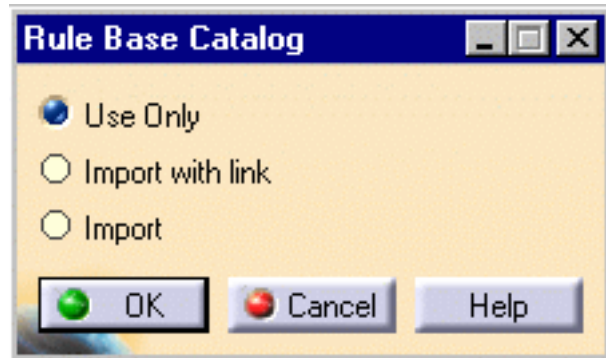 Rule Base Catalog
Use Only
Import with link
Import
OK Cancel Help